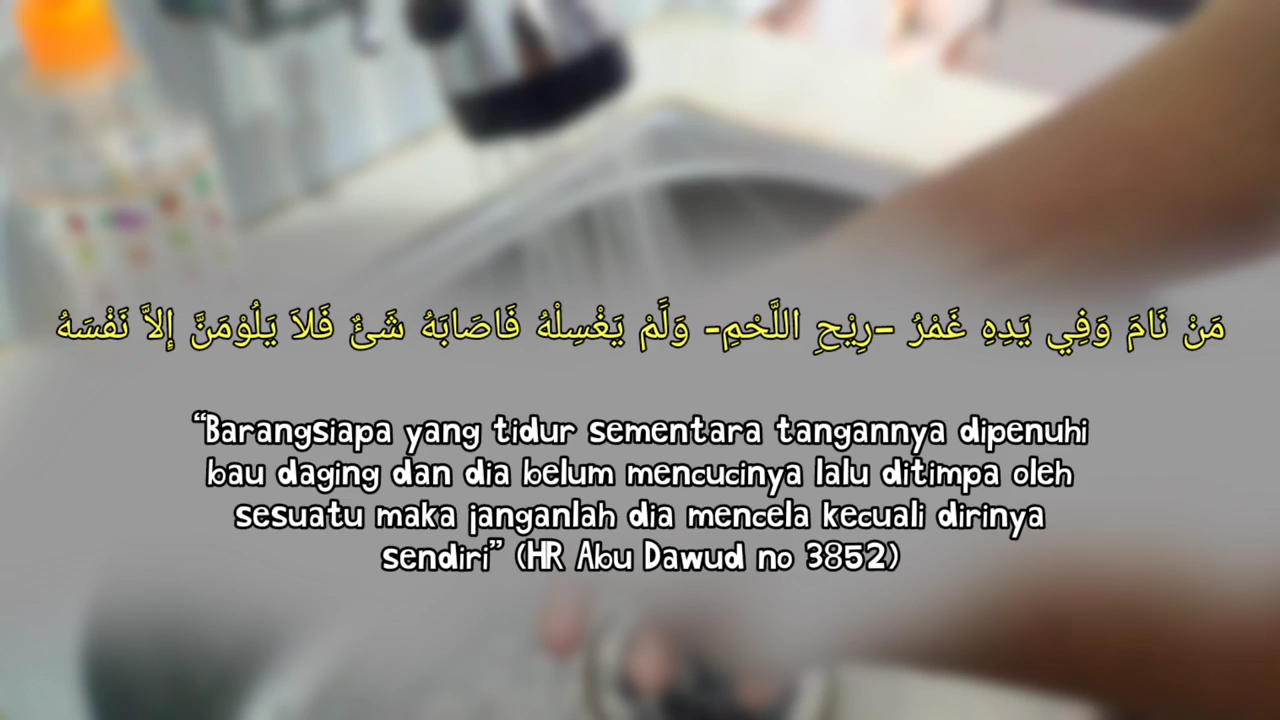 مَنْ نَامَ وَفِي يَدِهِ غَمْرُ –رِيْحِ اللَّحْمِ- وَلَمْ يَغْسِلْهُ فَاصَابَهُ شَئٌ فَلاَ يَلُوْمَنَّ إِلاَّ نَفْسَهُ
“Barangsiapa yang tidur sementara tangannya dipenuhi
bau daging dan dia belum mencucinya lalu ditimpa oleh
sesuatu maka janganlah dia mencela kecuali dirinya
sendiri” (HR Abu Dawud no 3852)